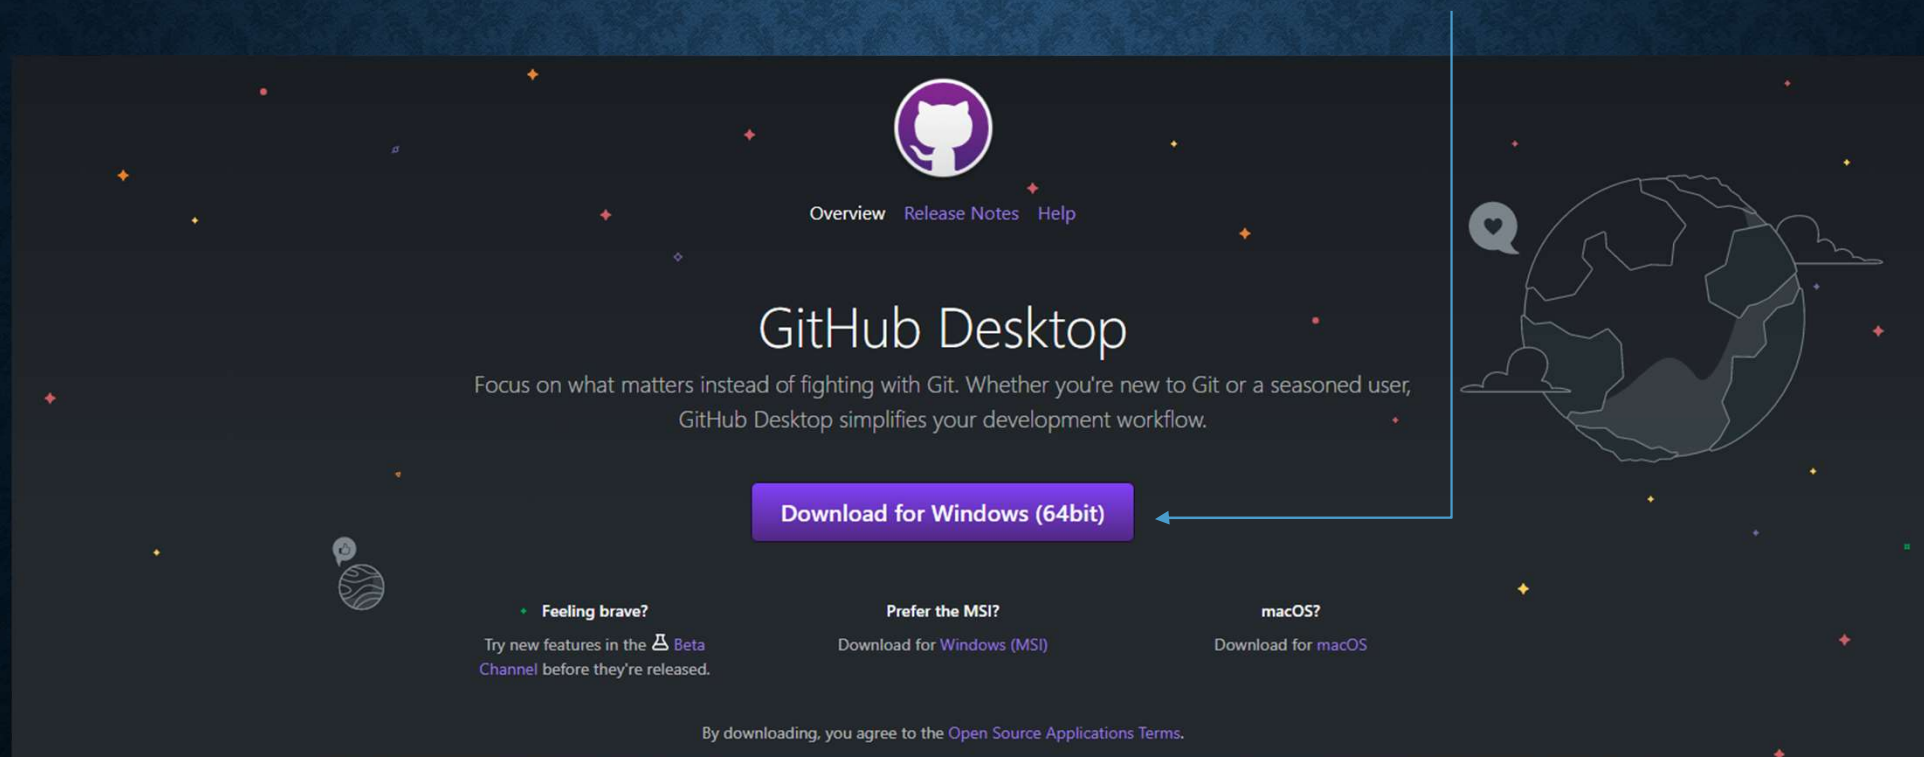 Overview Release Notes Help
GitHub Desktop
Focus on what matters instead of fighting with Git. Whether you're new to Git or a seasoned user,
GitHub Desktop simplifies your development workflow.
Download for Windows (64bit)
Feeling brave?
Try new features in the Beta
Channel before they're released.
Prefer the MSI?
Download for Windows (MSI)
macOS?
Download for macOS
By downloading, you agree to the Open Source Applications Terms.